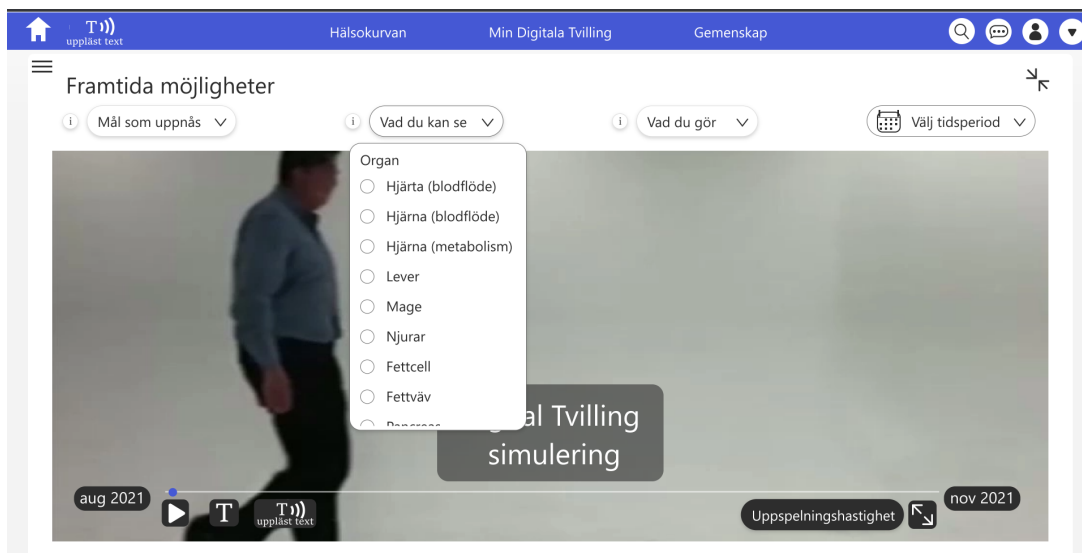 T
uppläst text
Hälsokurvan
Min Digitala Tvilling
Gemenskap
Framtida möjligheter
i Mål som uppnås
i Vad du kan se
i Vad du gör
Välj tidsperiod
Organ
Hjärta (blodflöde)
Hjärna (blodflöde)
Hjärna (metabolism)
Lever
Mage
Njurar
Fettcell
Fettväv
Tvilling
simulering
aug 2021
T
T
uppläst text
Uppspelningshastighet
nov 2021